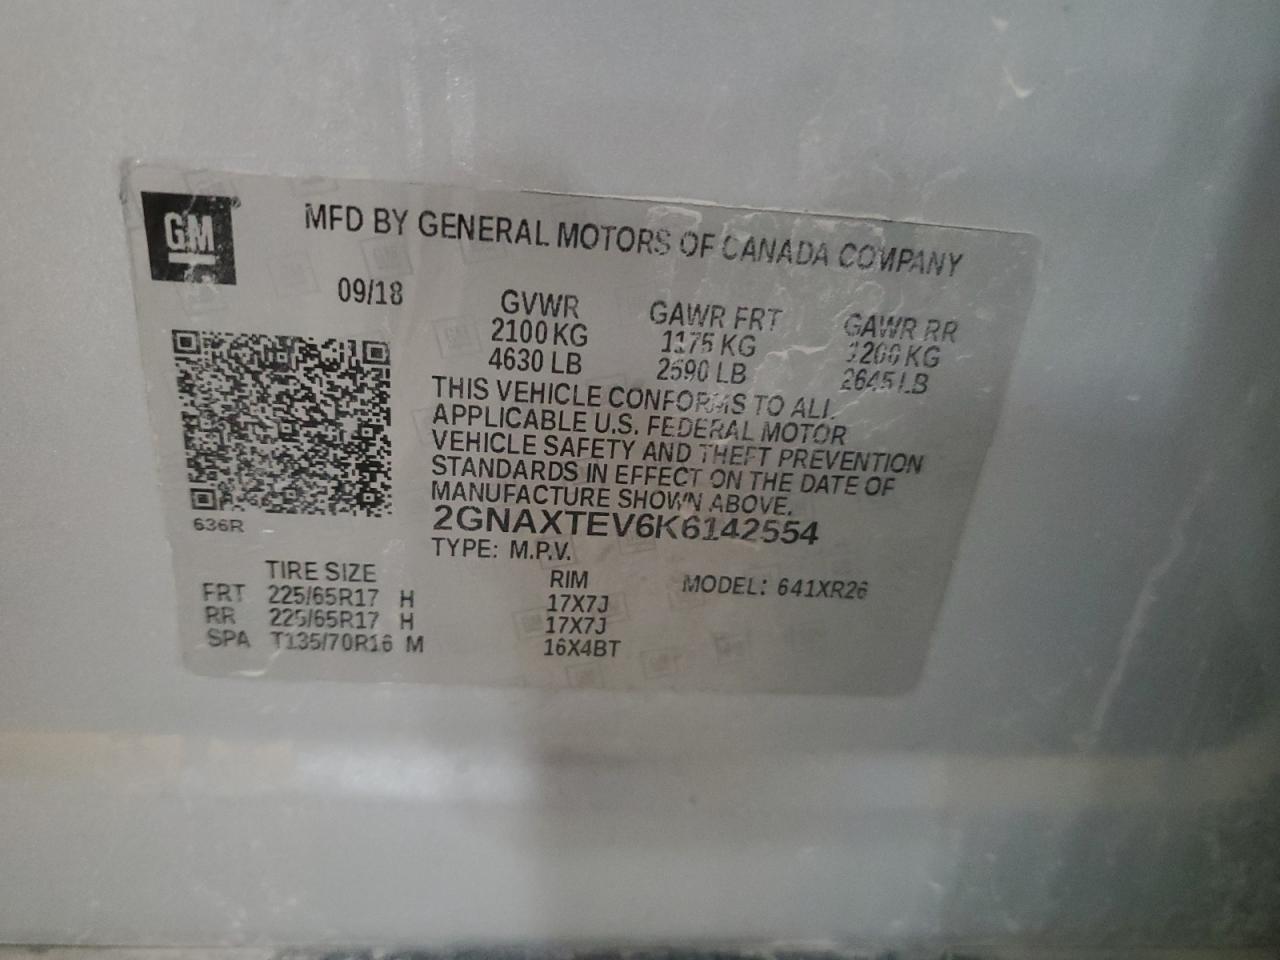 GM
MFD BY GENERAL MOTORS OF CANADA COMPANY
09/18
GVWR GAWR FRT GAWR RR
2100 KG 1175 KG 1200 KG
4630 LB 2590 LB 2645 LB
THIS VEHICLE CONFORMS TO ALL
APPLICABLE U.S. FEDERAL MOTOR
VEHICLE SAFETY AND THEFT PREVENTION
STANDARDS IN EFFECT ON THE DATE OF
MANUFACTURE SHOWN ABOVE.
2GNAXTEV6K6142554
636R
TYPE: M.P.V.
TIRE SIZE RIM MODEL: 641XR26
FRT 225/65R17 H 17X7J
RR 225/65R17 H 17X7J
SPA T135/70R16 M 16X4BT